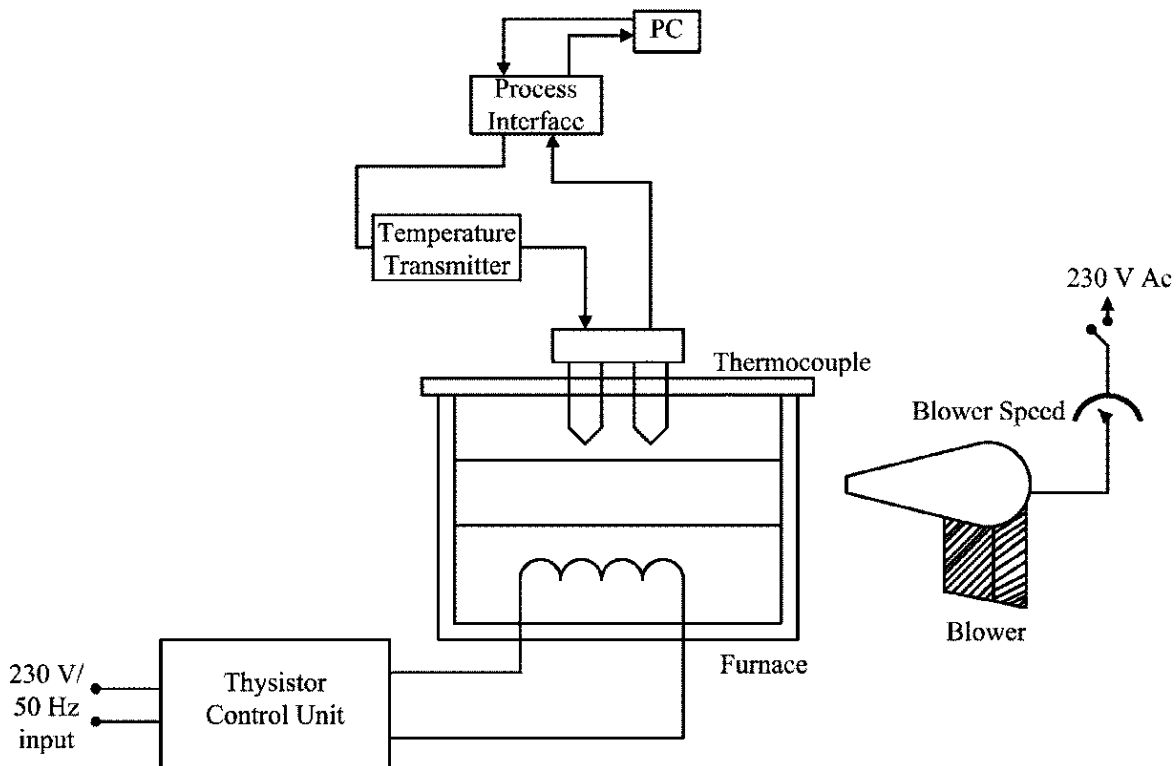 PC
Process
Interface
Temperature
Transmitter
230 V Ac
Thermocouple
Blower Speed
Blower
Furnace
230 V/
50 Hz
input
Thysistor
Control Unit